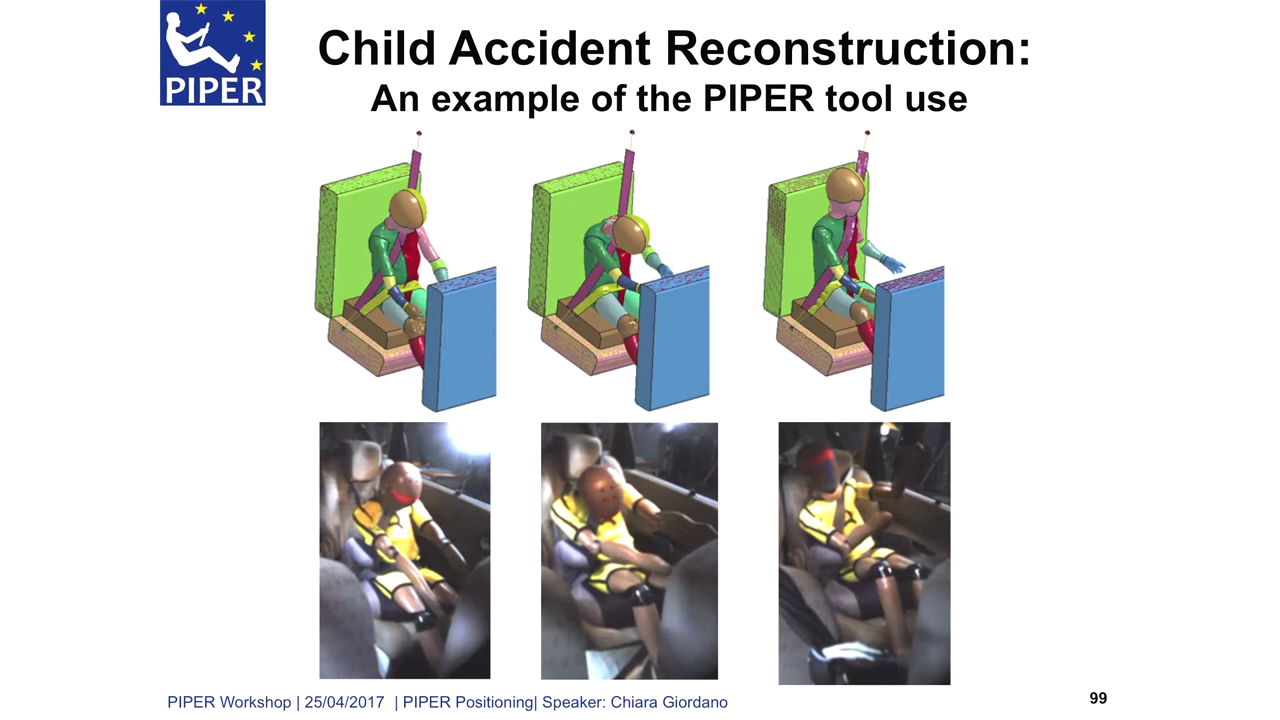 PIPER
Child Accident Reconstruction:
An example of the PIPER tool use
PIPER Workshop | 25/04/2017 | PIPER Positioning| Speaker: Chiara Giordano
99